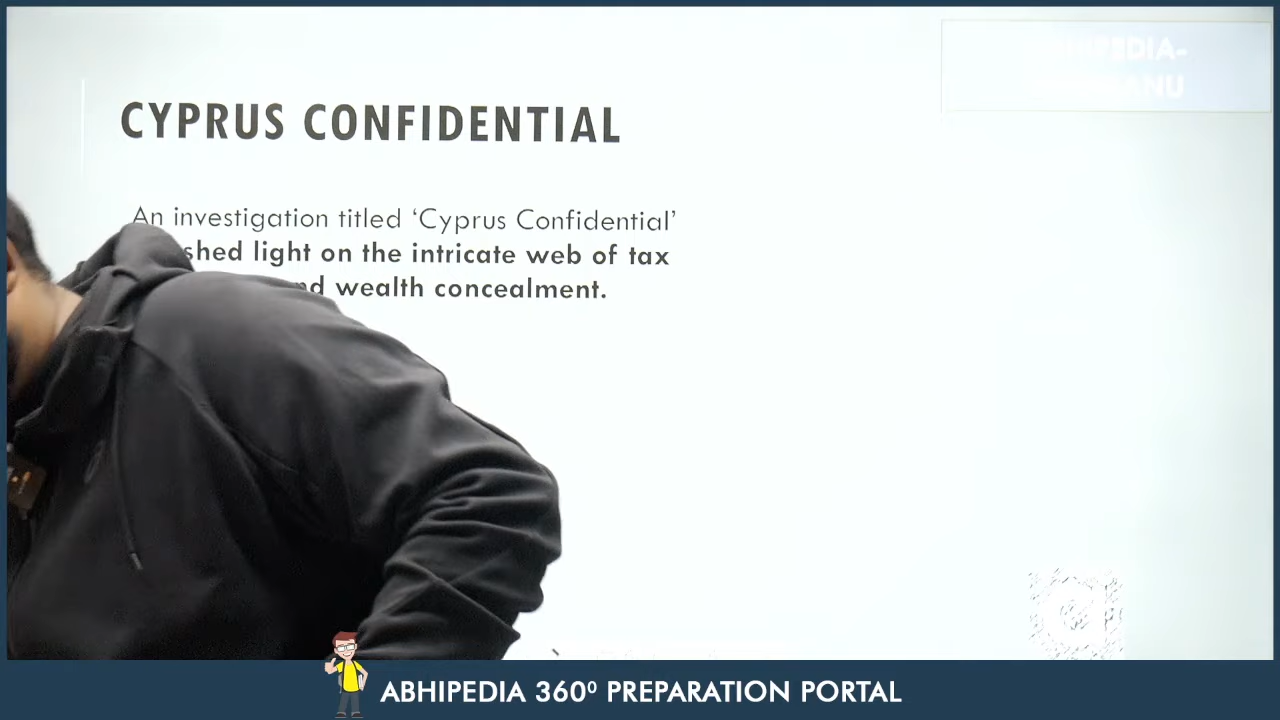 CYPRUS CONFIDENTIAL
An investigation titled ‘Cyprus Confidential’
shed light on the intricate web of tax
wealth concealment.
ABHIPEDIA 360⁰ PREPARATION PORTAL